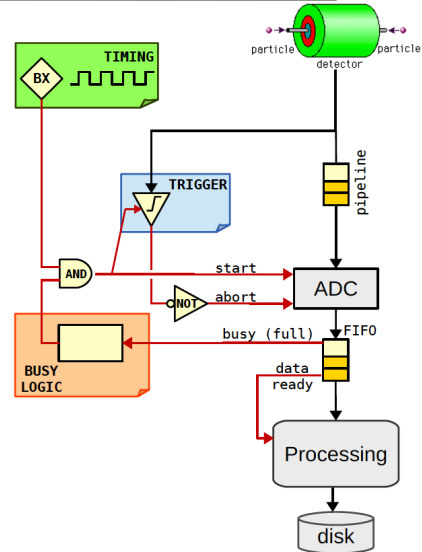 particle
particle
detector
TIMING
BX
pipeline
TRIGGER
AND
start
ADC
NOT
abort
busy (full)
FIFO
BUSY
LOGIC
data
ready
Processing
disk